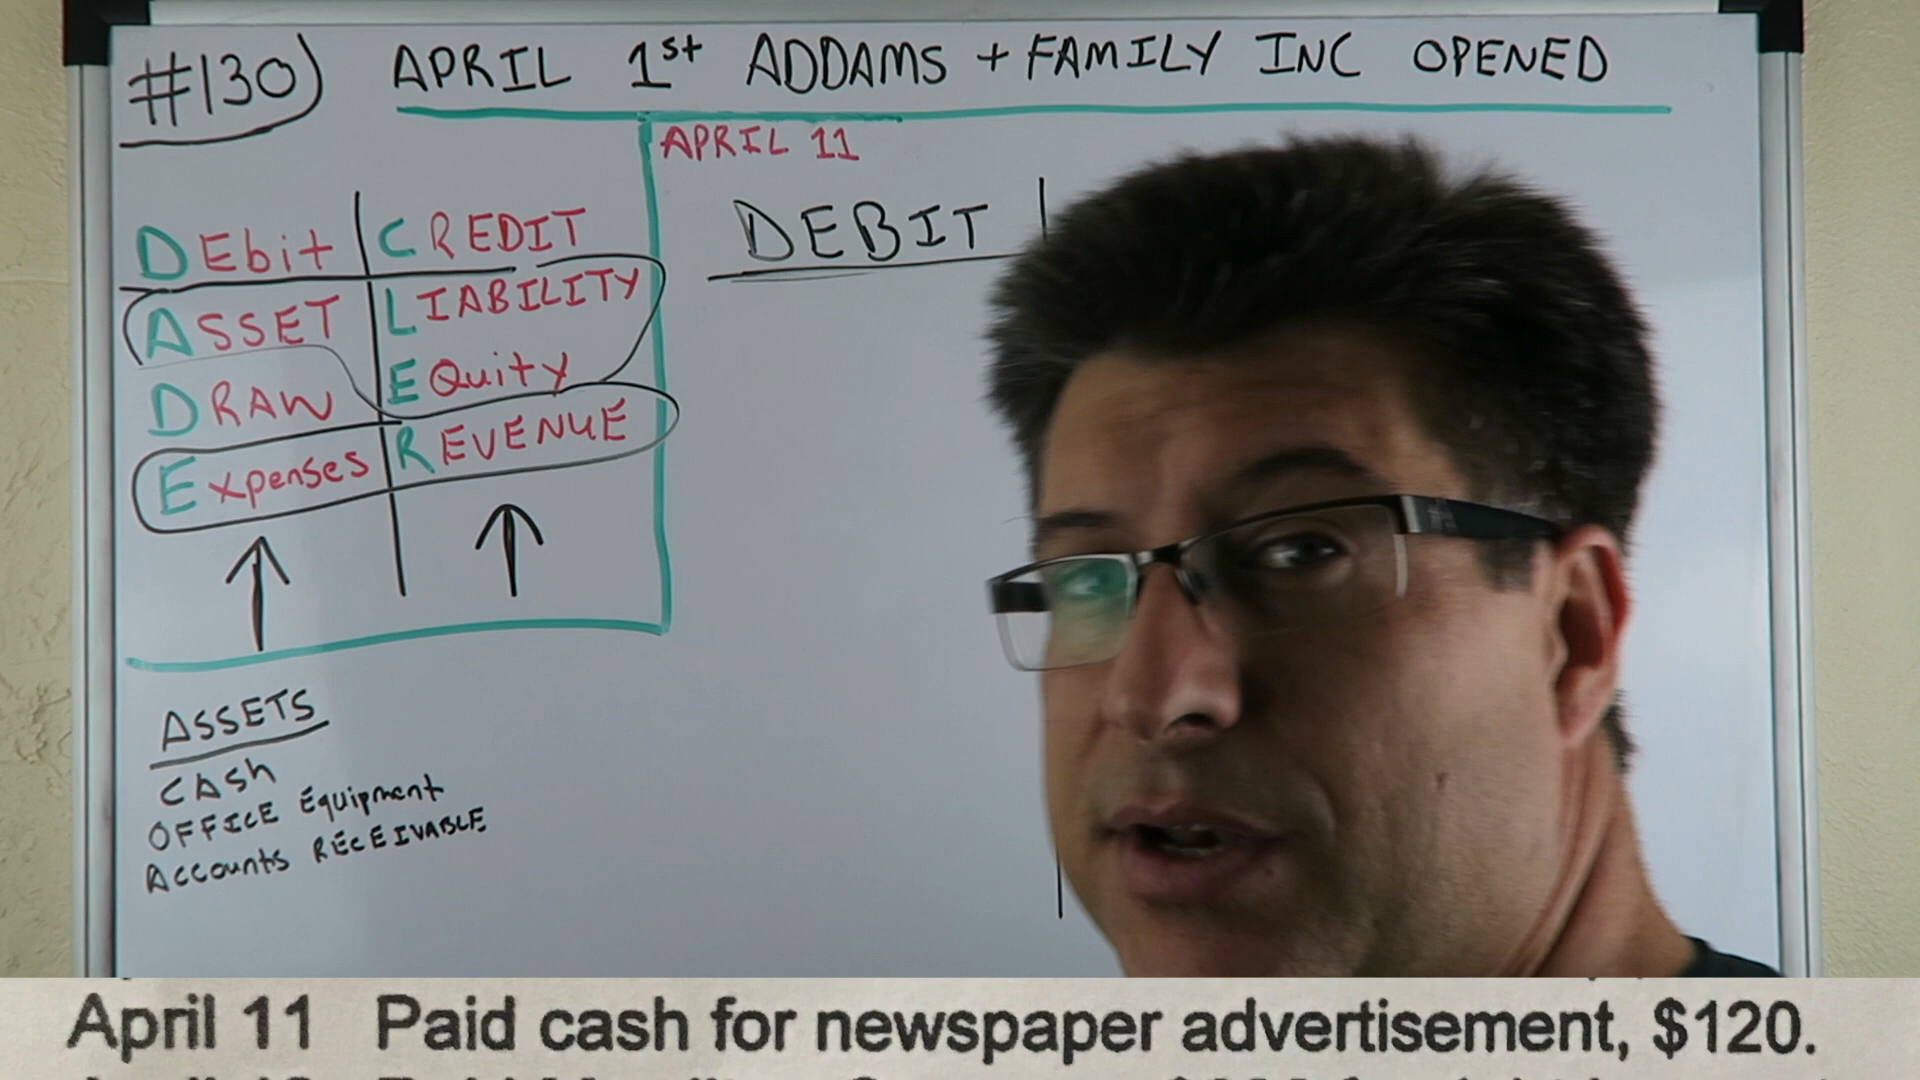 #130) APRIL 1st ADDAMS + FAMILY INC OPENED
APRIL 11
DEbit CREDIT
DEBIT
ASSET LIABILITY
DRAW EQuity
Expenses REVENUE
ASSETS
CASh
OFFICE Equipment
Accounts RECEIVABLE
April 11 Paid cash for newspaper advertisement, $120.